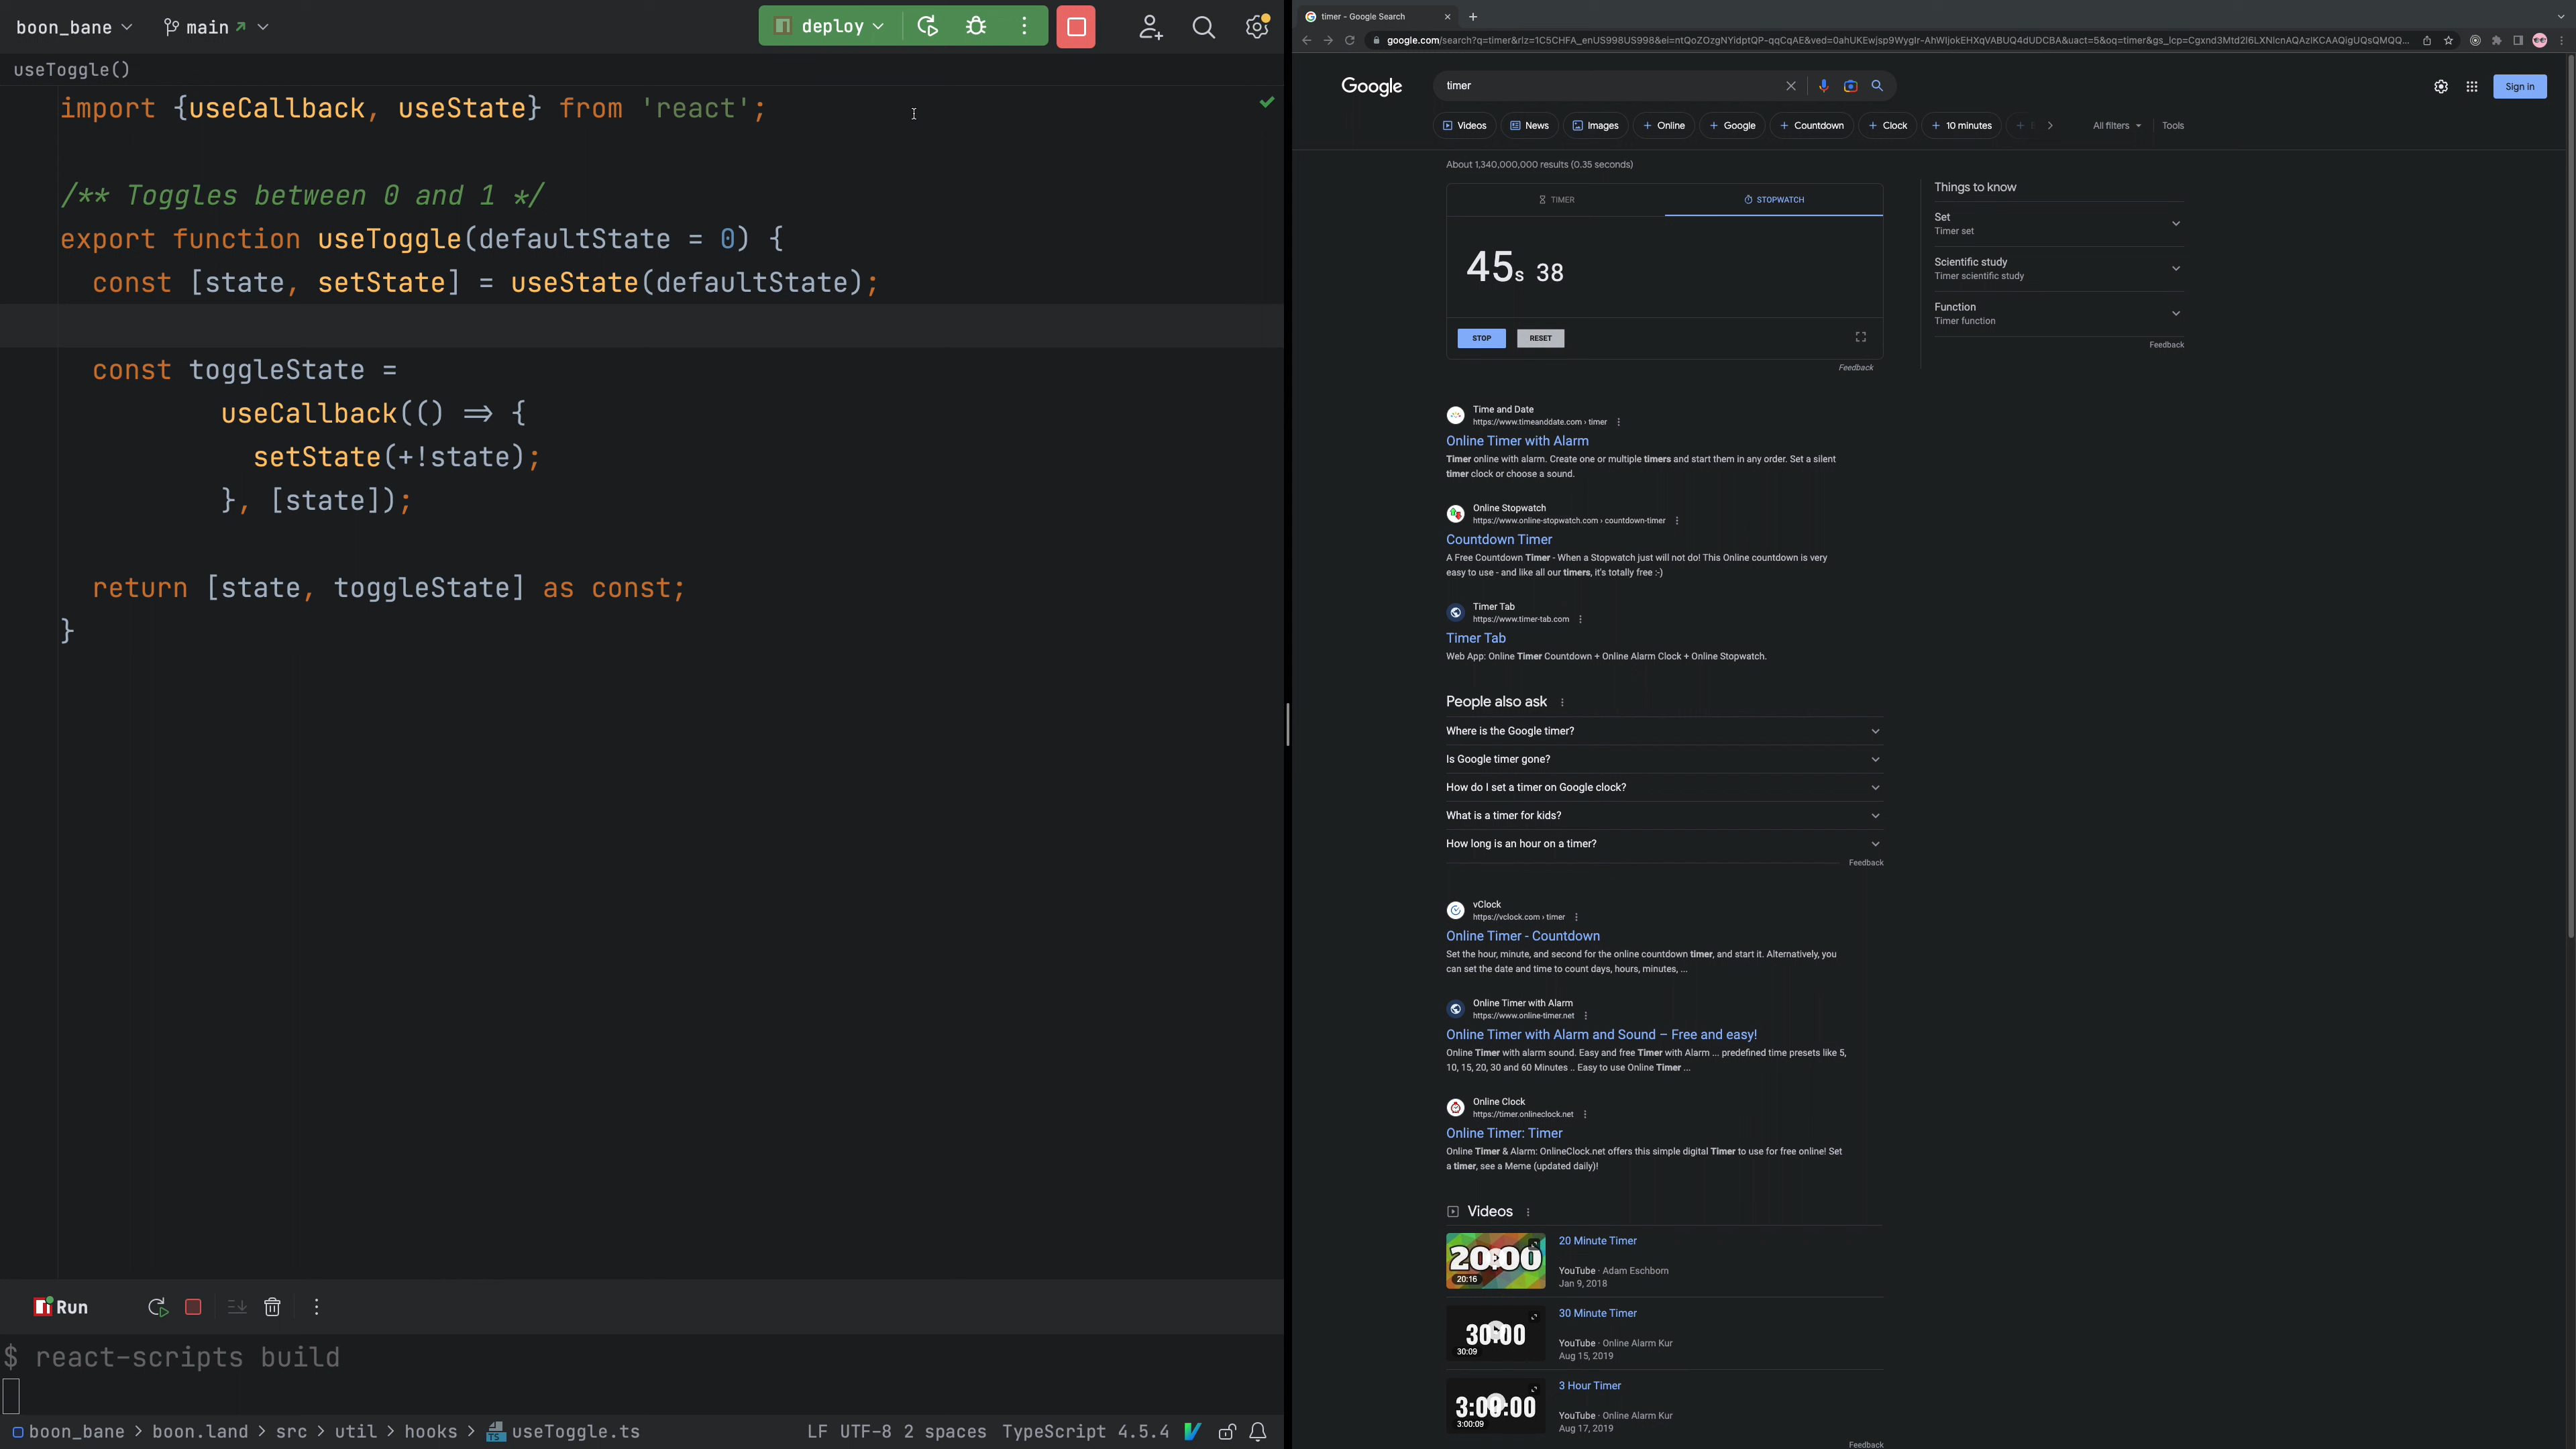 boon_bane
main
deploy
useToggle()
import {useCallback, useState} from 'react';
/** Toggles between 0 and 1 */
export function useToggle(defaultState = 0) {
const [state, setState] = useState(defaultState);
const toggleState =
useCallback(() => {
setState(+!state);
}, [state]);
return [state, toggleState] as const;
}
Run
$ react-scripts build
boon_bane > boon.land > src > util > hooks > useToggle.ts
LF UTF-8 2 spaces TypeScript 4.5.4
timer - Google Search
Google
timer
Sign in
Videos
News
Images
+ Online
+ Google
+ Countdown
+ Clock
+ 10 minutes
All filters
Tools
About 1,340,000,000 results (0.35 seconds)
TIMER
STOPWATCH
45s 38
STOP
RESET
Feedback
Things to know
Set
Timer set
Scientific study
Timer scientific study
Function
Timer function
Feedback
Time and Date
https://www.timeanddate.com › timer
Online Timer with Alarm
Timer online with alarm. Create one or multiple timers and start them in any order. Set a silent
timer clock or choose a sound.
Online Stopwatch
https://www.online-stopwatch.com › countdown-timer
Countdown Timer
A Free Countdown Timer - When a Stopwatch just will not do! This Online countdown is very
easy to use - and like all our timers, it's totally free :-)
Timer Tab
https://www.timer-tab.com
Timer Tab
Web App: Online Timer Countdown + Online Alarm Clock + Online Stopwatch.
People also ask
Where is the Google timer?
Is Google timer gone?
How do I set a timer on Google clock?
What is a timer for kids?
How long is an hour on a timer?
Feedback
vClock
https://vclock.com › timer
Online Timer - Countdown
Set the hour, minute, and second for the online countdown timer, and start it. Alternatively, you
can set the date and time to count days, hours, minutes, ...
Online Timer with Alarm
https://www.online-timer.net
Online Timer with Alarm and Sound – Free and easy!
Online Timer with alarm sound. Easy and free Timer with Alarm ... predefined time presets like 5,
10, 15, 20, 30 and 60 Minutes .. Easy to use Online Timer ...
Online Clock
https://timer.onlineclock.net
Online Timer: Timer
Online Timer & Alarm: OnlineClock.net offers this simple digital Timer to use for free online! Set
a timer, see a Meme (updated daily)!
Videos
20:00
20:16
20 Minute Timer
YouTube · Adam Eschborn
Jan 9, 2018
30:00
30:09
30 Minute Timer
YouTube · Online Alarm Kur
Aug 15, 2019
3:00:00
3:00:09
3 Hour Timer
YouTube · Online Alarm Kur
Aug 17, 2019
Feedback